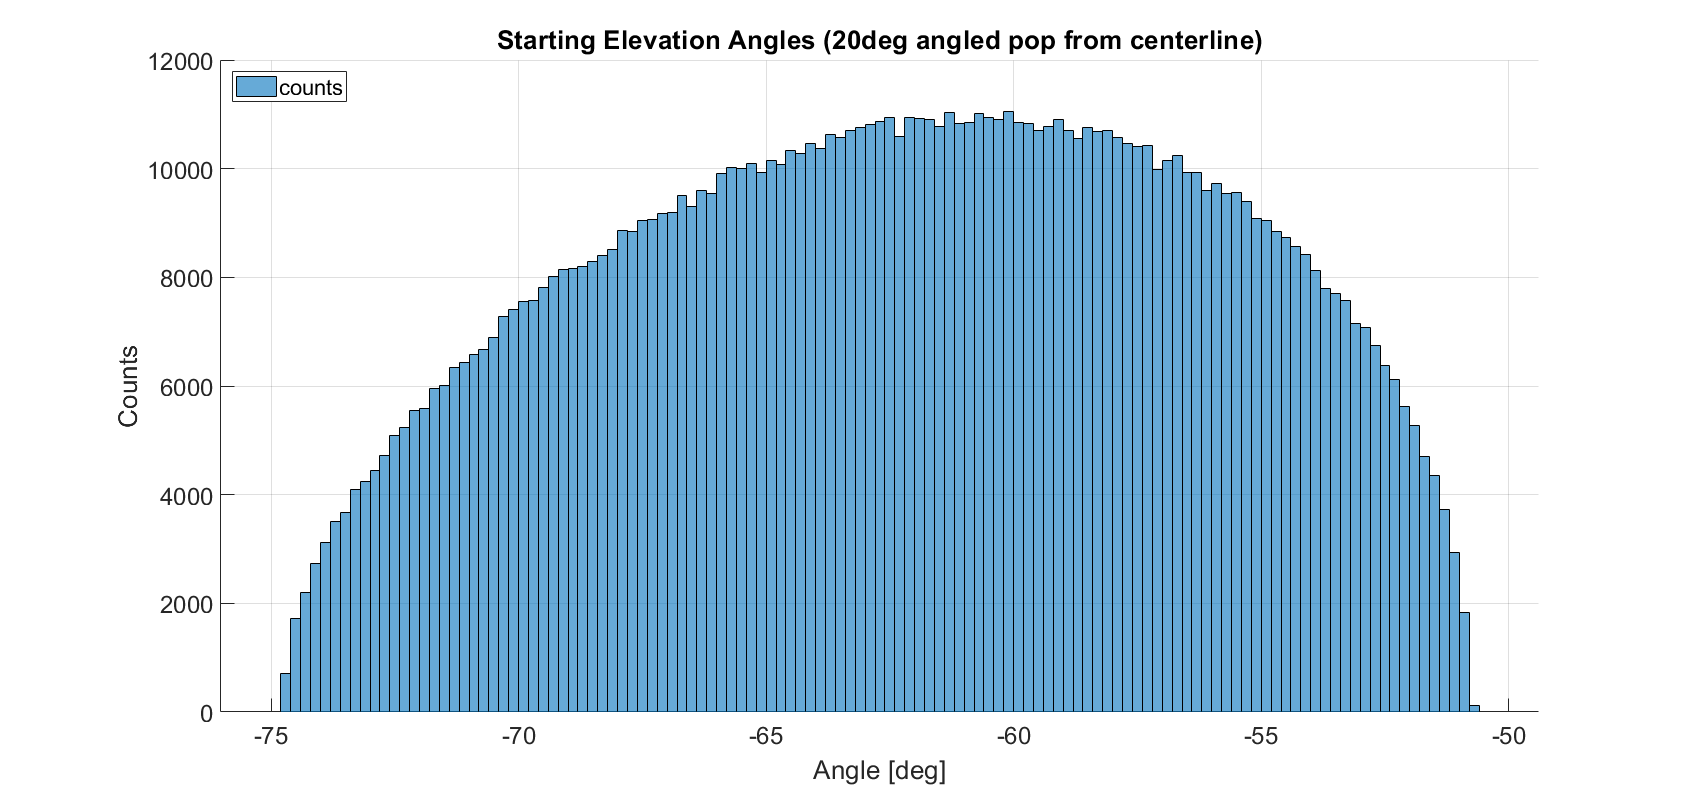 Starting Elevation Angles (20deg angled pop from centerline)
12000
counts
10000
8000
6000
4000
2000
0
Counts
-75 -70 -65 -60 -55 -50
Angle [deg]